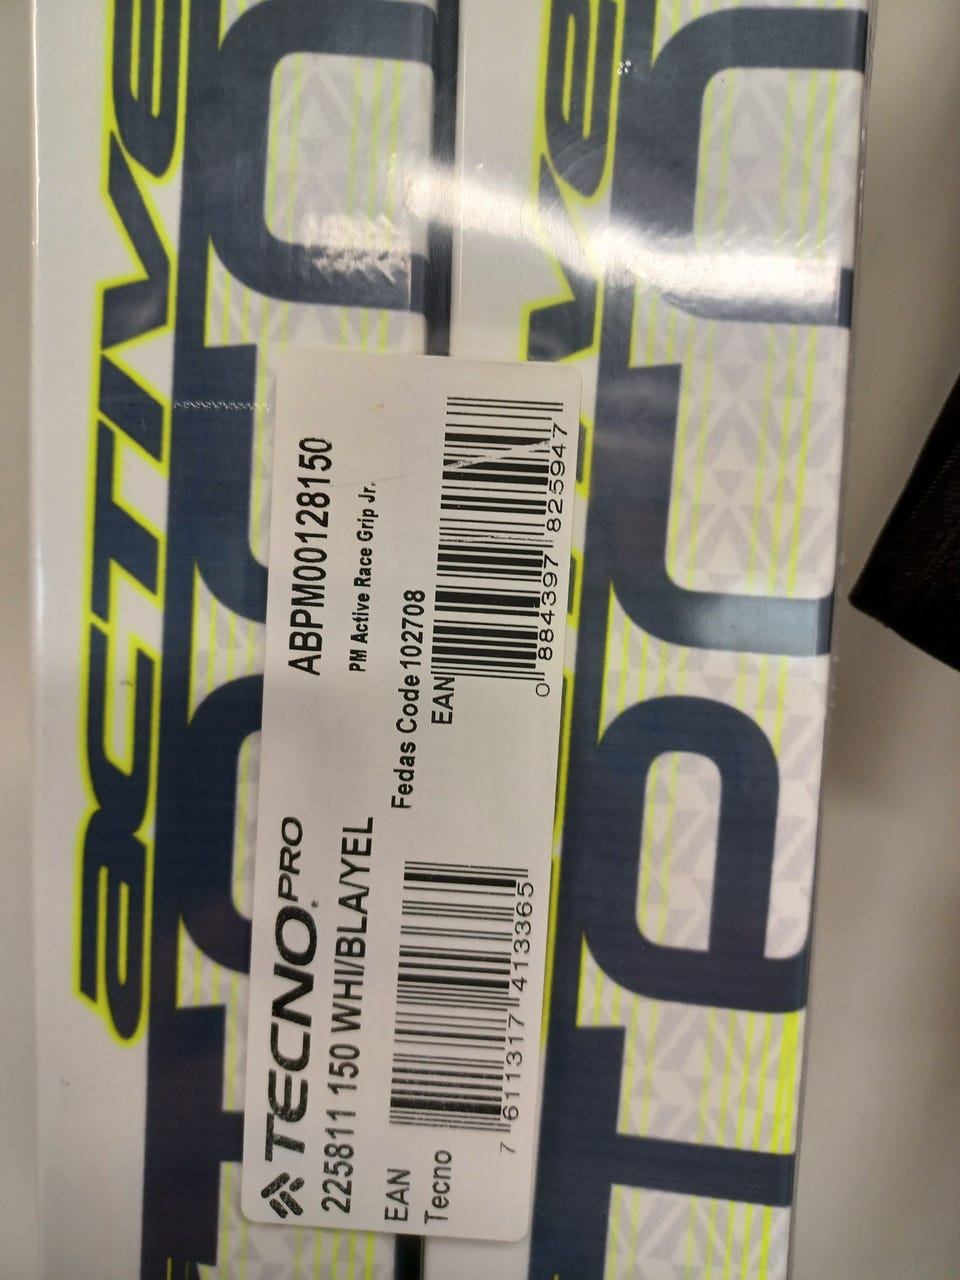 TECNOPRO®
ABPM00128150
225811 150 WHI/BLA/YEL
PM Active Race Grip Jr.
Fedas Code 102708
EAN
EAN
Tecno
7 611317 413365
0 884397 825947
acTIVe
TECNO